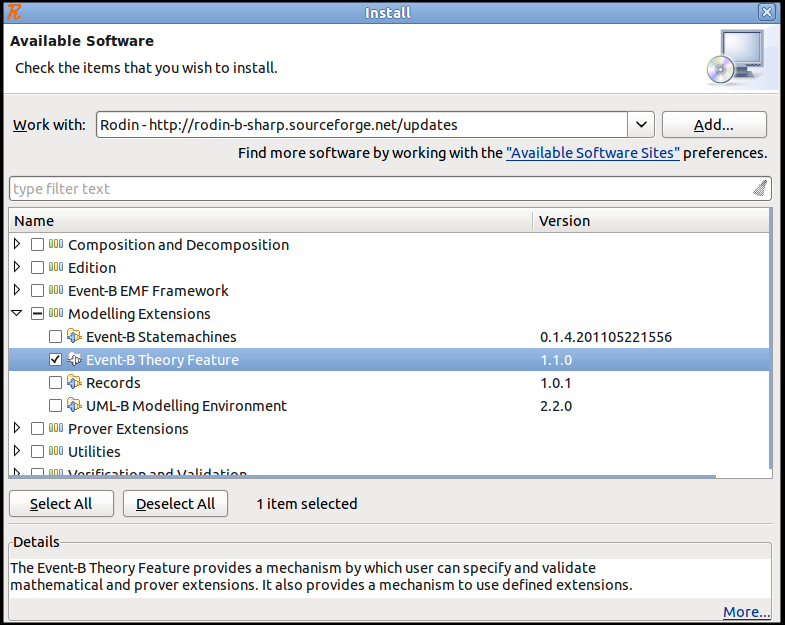 Install
Available Software
Check the items that you wish to install.
Work with: Rodin - http://rodin-b-sharp.sourceforge.net/updates Add...
Find more software by working with the "Available Software Sites" preferences.
type filter text
Name Version
Composition and Decomposition
Edition
Event-B EMF Framework
Modelling Extensions
Event-B Statemachines 0.1.4.201105221556
Event-B Theory Feature 1.1.0
Records 1.0.1
UML-B Modelling Environment 2.2.0
Prover Extensions
Utilities
Verification and Validation
Select All Deselect All 1 item selected
Details
The Event-B Theory Feature provides a mechanism by which user can specify and validate
mathematical and prover extensions. It also provides a mechanism to use defined extensions.
More...